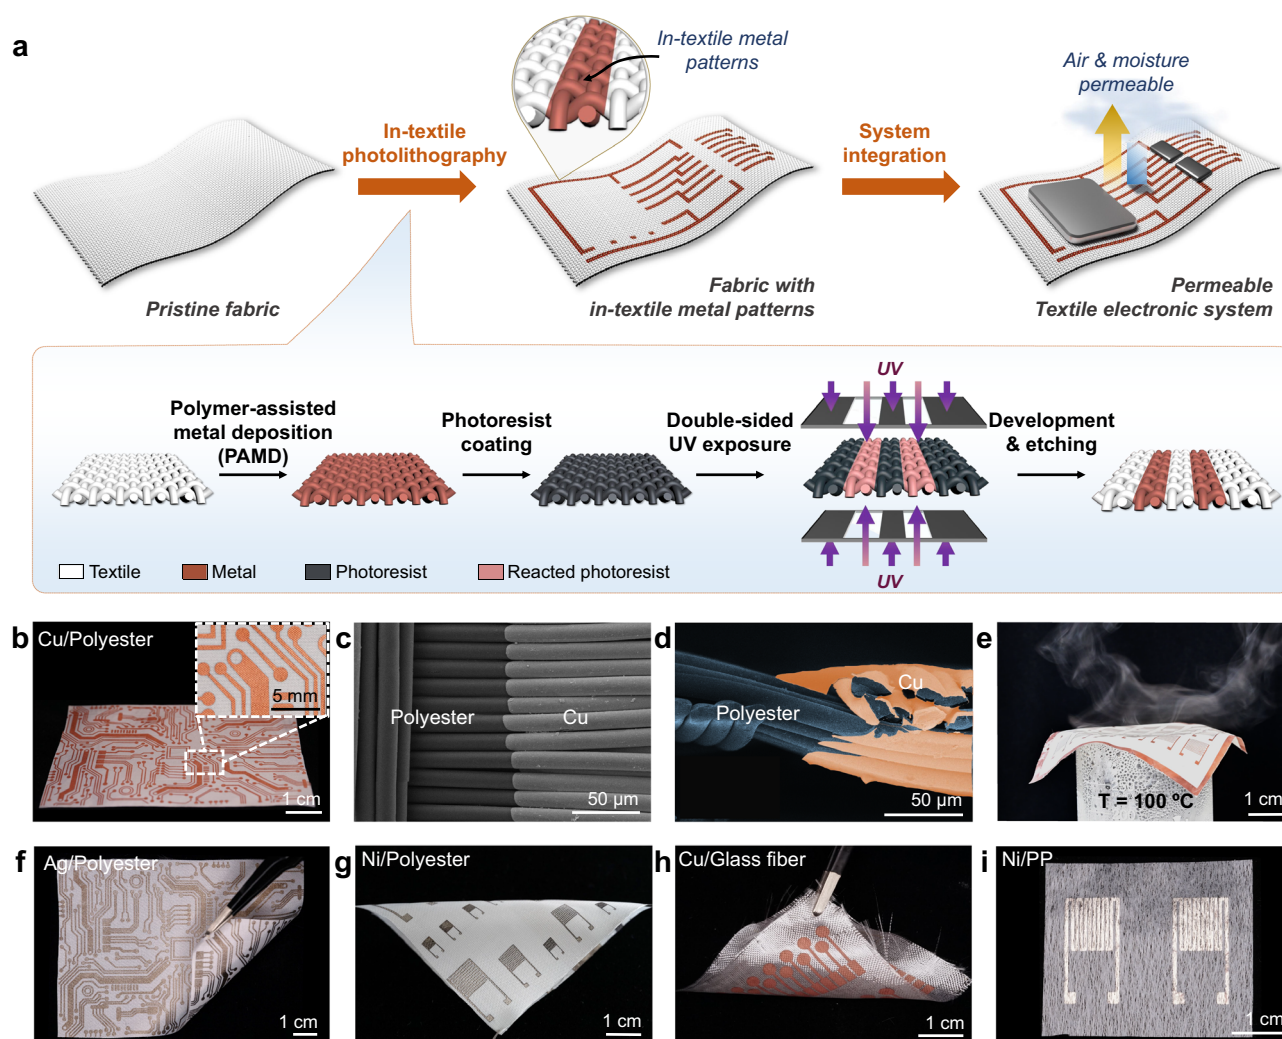 a
In-textile metal
patterns
Air & moisture
permeable
In-textile
photolithography
System
integration
Pristine fabric
Fabric with
in-textile metal patterns
Permeable
Textile electronic system
UV
Polymer-assisted
metal deposition
(PAMD)
Photoresist
coating
Double-sided
UV exposure
Development
& etching
UV
Textile
Metal
Photoresist
Reacted photoresist
b
Cu/Polyester
5 mm
1 cm
c
Polyester
Cu
50 µm
d
Cu
Polyester
50 µm
e
T = 100 ºC
1 cm
f
Ag/Polyester
1 cm
g
Ni/Polyester
1 cm
h
Cu/Glass fiber
1 cm
i
Ni/PP
1 cm